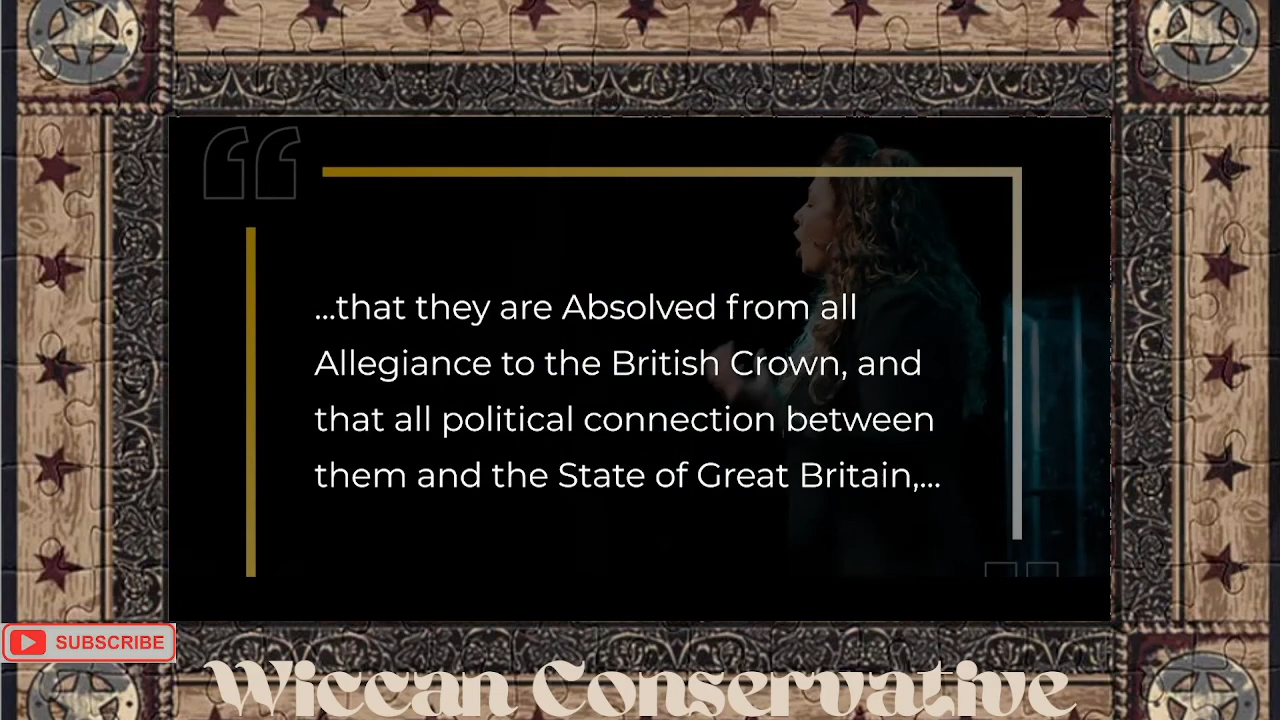 ...that they are Absolved from all
Allegiance to the British Crown, and
that all political connection between
them and the State of Great Britain,...
SUBSCRIBE
Wiccan Conservative